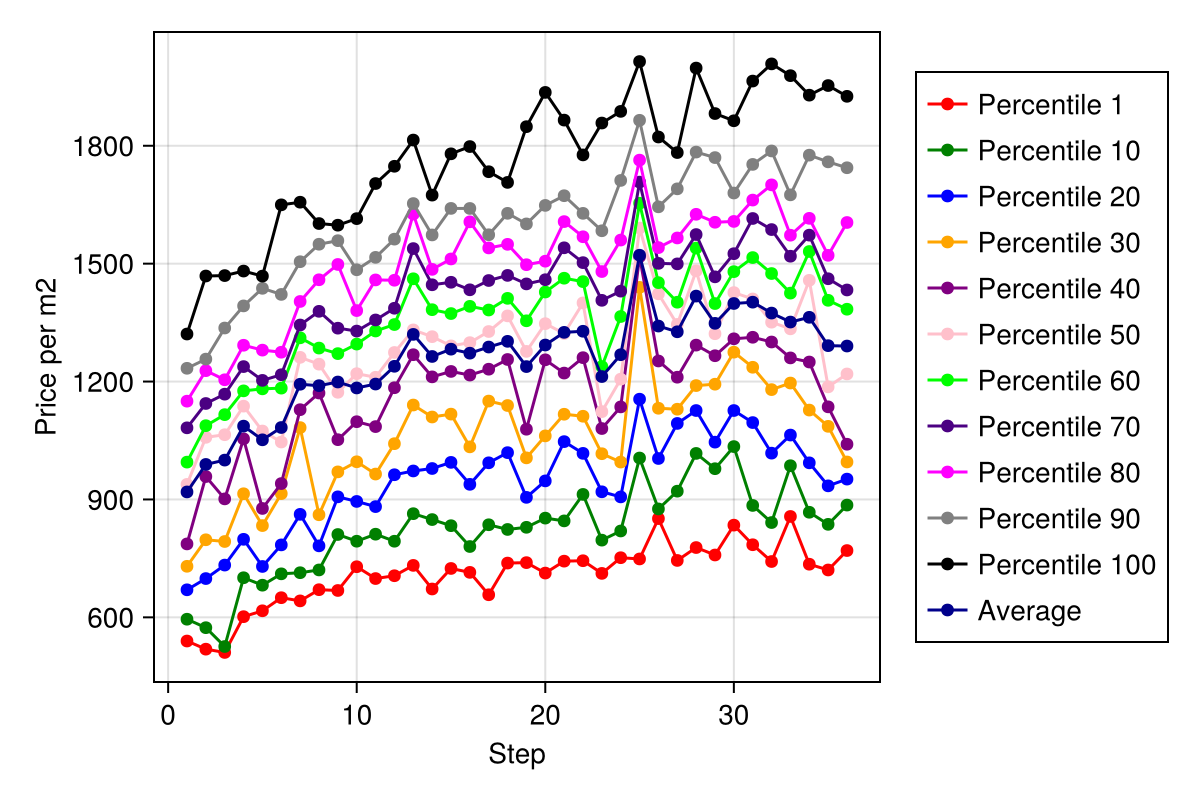 1800
1500
1200
900
600
Price per m2
0 10 20 30
Step
Percentile 1
Percentile 10
Percentile 20
Percentile 30
Percentile 40
Percentile 50
Percentile 60
Percentile 70
Percentile 80
Percentile 90
Percentile 100
Average